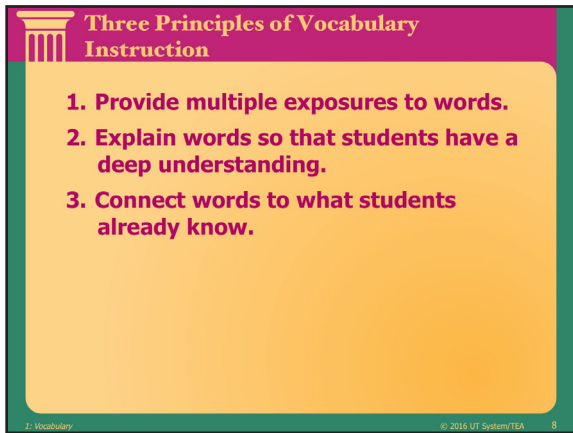 Three Principles of Vocabulary
Instruction
1. Provide multiple exposures to words.
2. Explain words so that students have a
deep understanding.
3. Connect words to what students
already know.
1: Vocabulary
© 2016 UT System/TEA
8